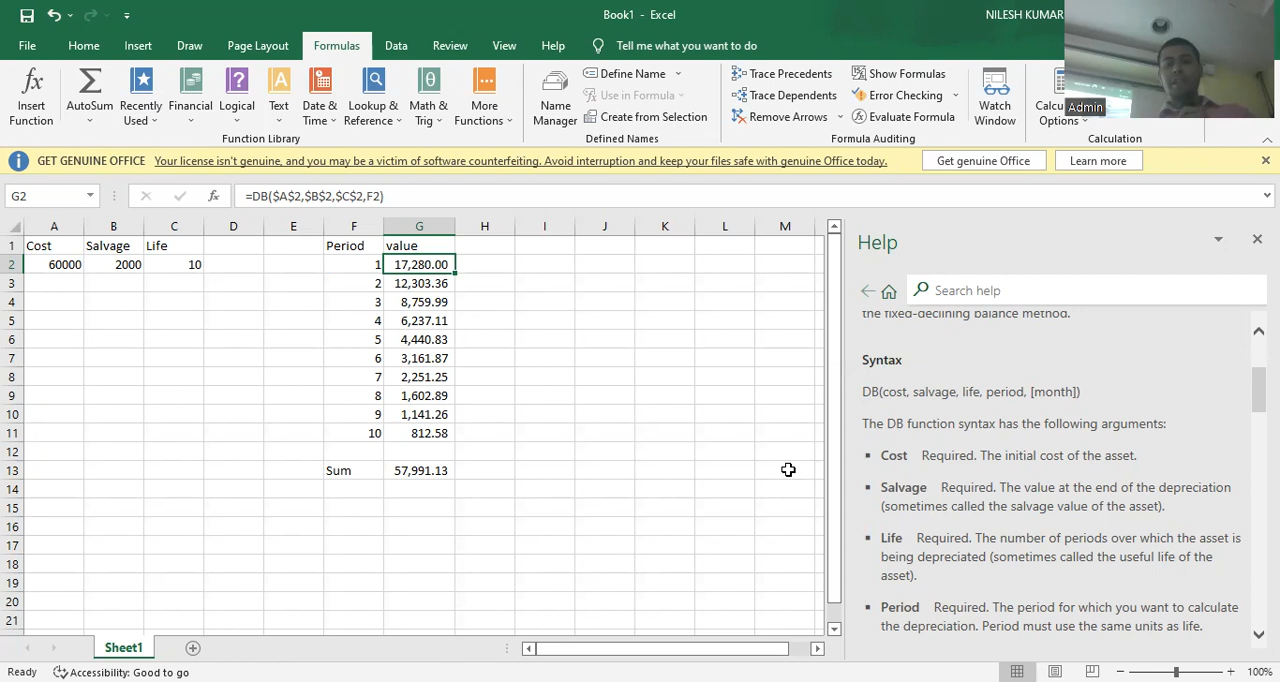 Book1 - Excel
NILESH KUMAR
File Home Insert Draw Page Layout Formulas Data Review View Help Tell me what you want to do
Insert Function
AutoSum
Recently Used
Financial
Logical
Text
Date & Time
Lookup & Reference
Math & Trig
More Functions
Function Library
Name Manager
Define Name
Use in Formula
Create from Selection
Defined Names
Trace Precedents
Trace Dependents
Remove Arrows
Show Formulas
Error Checking
Evaluate Formula
Formula Auditing
Watch Window
Options
Calculation
Admin
GET GENUINE OFFICE Your license isn't genuine, and you may be a victim of software counterfeiting. Avoid interruption and keep your files safe with genuine Office today. Get genuine Office Learn more
G2 fx =DB($A$2,$B$2,$C$2,F2)
A B C D E F G H I J K L M
1 Cost Salvage Life Period value
2 60000 2000 10 1 17,280.00
3 2 12,303.36
4 3 8,759.99
5 4 6,237.11
6 5 4,440.83
7 6 3,161.87
8 7 2,251.25
9 8 1,602.89
10 9 1,141.26
11 10 812.58
12
13 Sum 57,991.13
14
15
16
17
18
19
20
21
Help
Search help
the fixed-declining balance method.
Syntax
DB(cost, salvage, life, period, [month])
The DB function syntax has the following arguments:
Cost Required. The initial cost of the asset.
Salvage Required. The value at the end of the depreciation
(sometimes called the salvage value of the asset).
Life Required. The number of periods over which the asset is
being depreciated (sometimes called the useful life of the
asset).
Period Required. The period for which you want to calculate
the depreciation. Period must use the same units as life.
Sheet1
Ready Accessibility: Good to go 100%